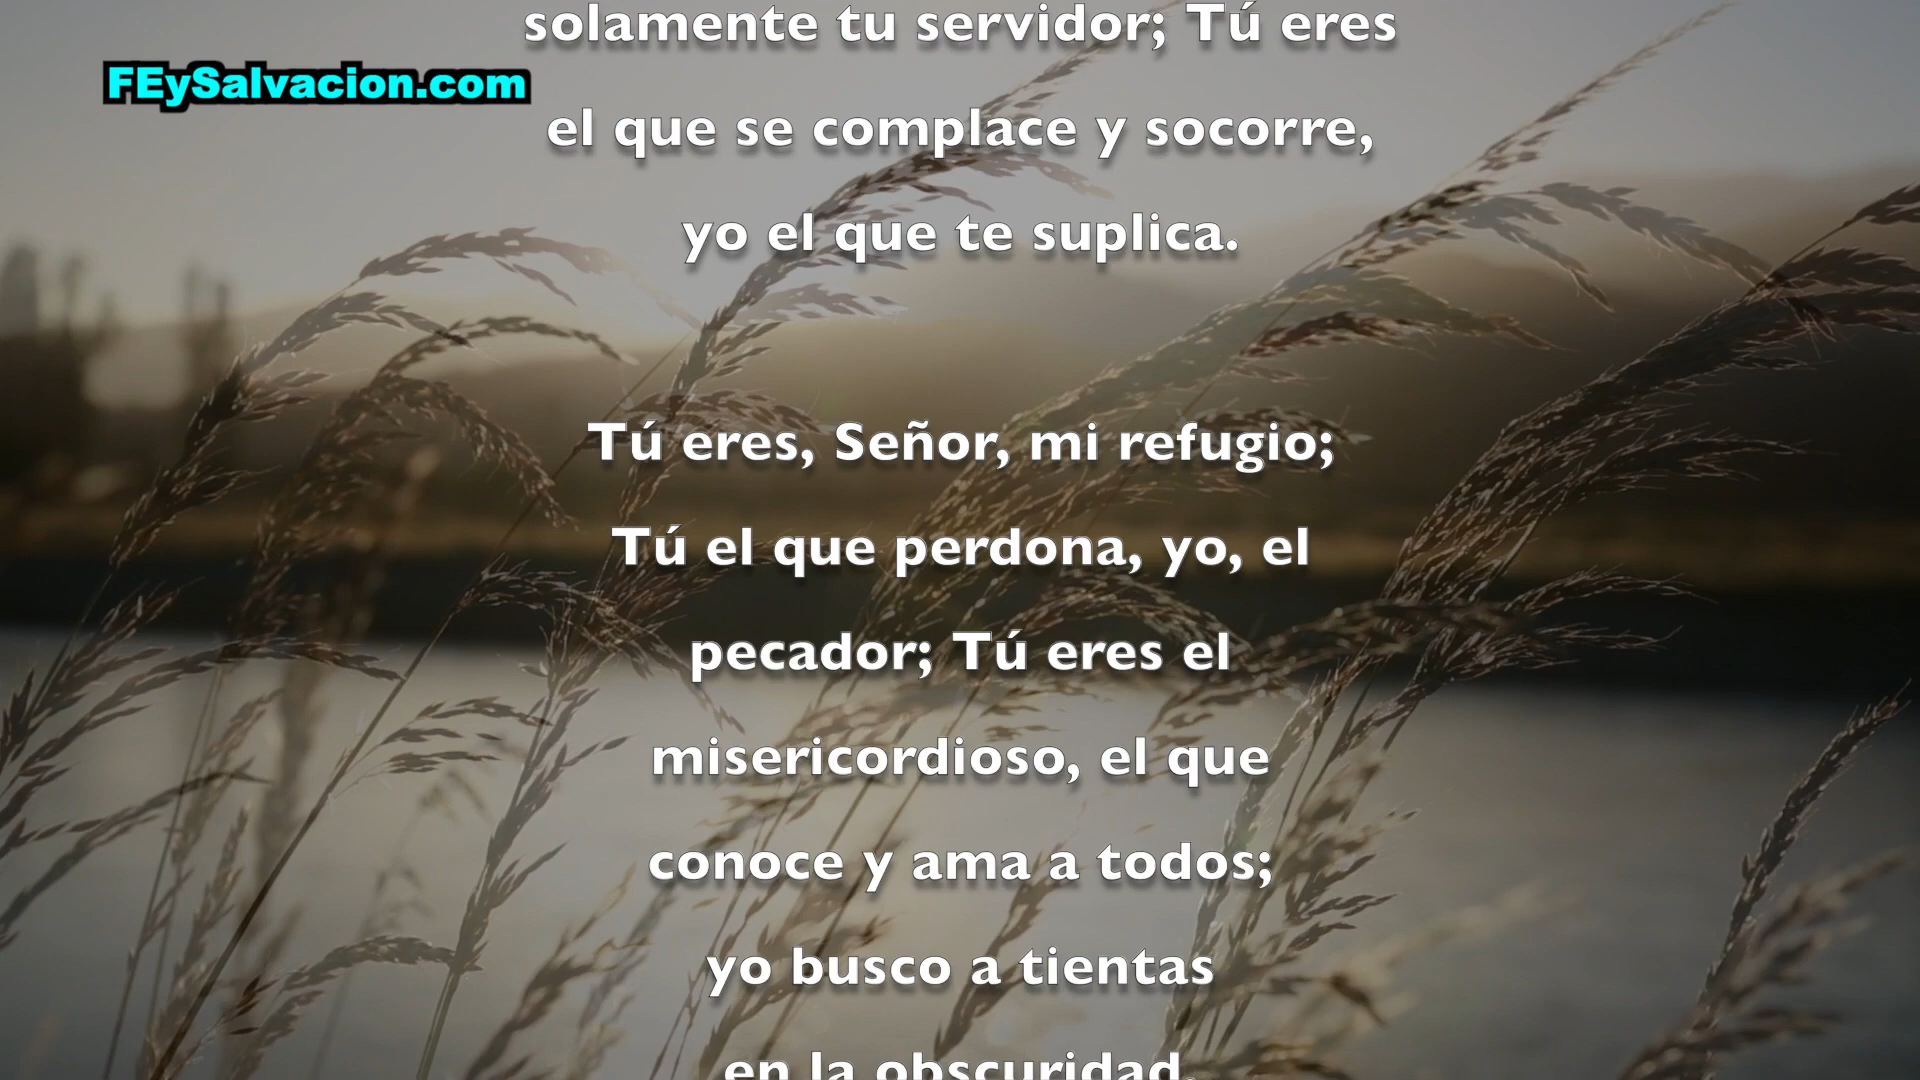 solamente tu servidor; Tú eres
FEySalvacion.com
el que se complace y socorre,
yo el que te suplica.
Tú eres, Señor, mi refugio;
Tú el que perdona, yo, el
pecador; Tú eres el
misericordioso, el que
conoce y ama a todos;
yo busco a tientas
en la obscuridad.